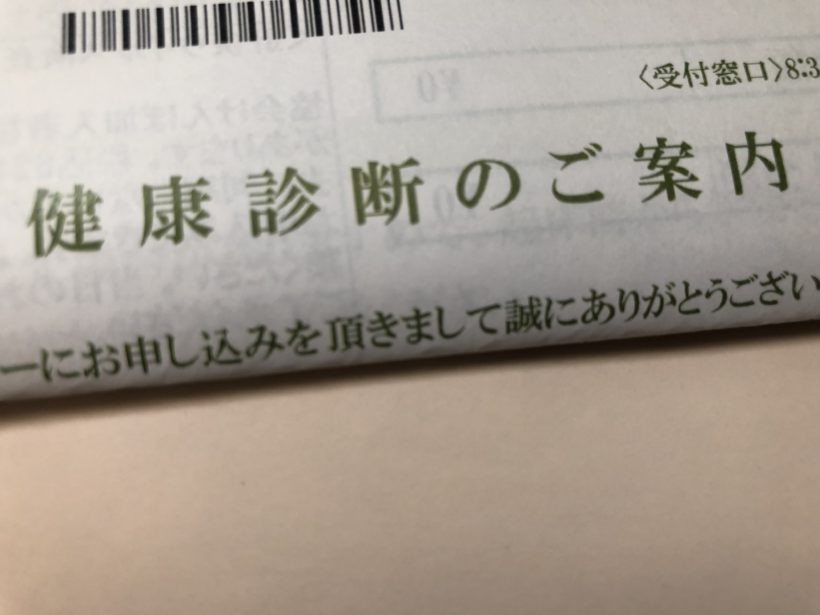 〈受付窓口〉8:3
健康診断のご案内
ーにお申し込みを頂きまして誠にありがとうござい